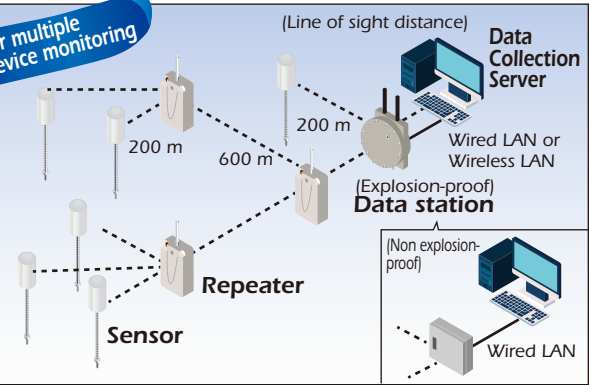 r multiple
evice monitoring
(Line of sight distance)
Data
Collection
Server
200 m
200 m
600 m
Wired LAN or
Wireless LAN
(Explosion-proof)
Data station
(Non explosion-
proof)
Repeater
Sensor
Wired LAN